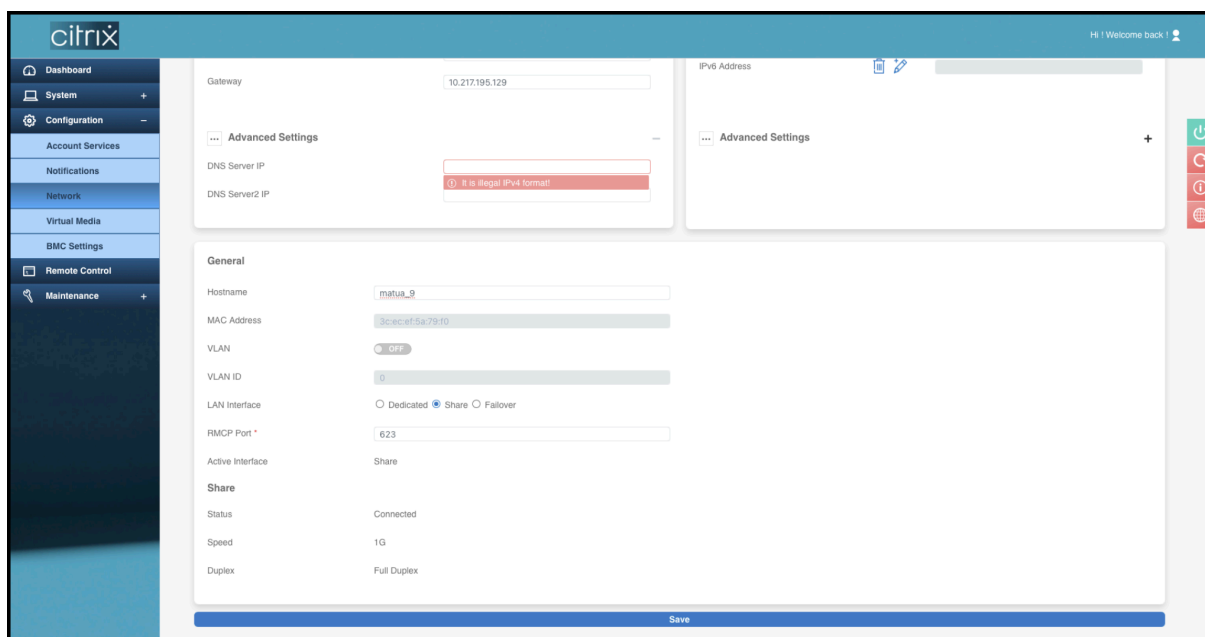 citrix
Hi ! Welcome back !
Dashboard
System +
Configuration –
Account Services
Notifications
Network
Virtual Media
BMC Settings
Remote Control
Maintenance +
Gateway 10.217.195.129
... Advanced Settings –
DNS Server IP
It is illegal IPv4 format!
DNS Server2 IP
IPv6 Address
... Advanced Settings +
General
Hostname matua_9
MAC Address 3c:ec:ef:5a:79:f0
VLAN OFF
VLAN ID 0
LAN Interface Dedicated Share Failover
RMCP Port * 623
Active Interface Share
Share
Status Connected
Speed 1G
Duplex Full Duplex
Save